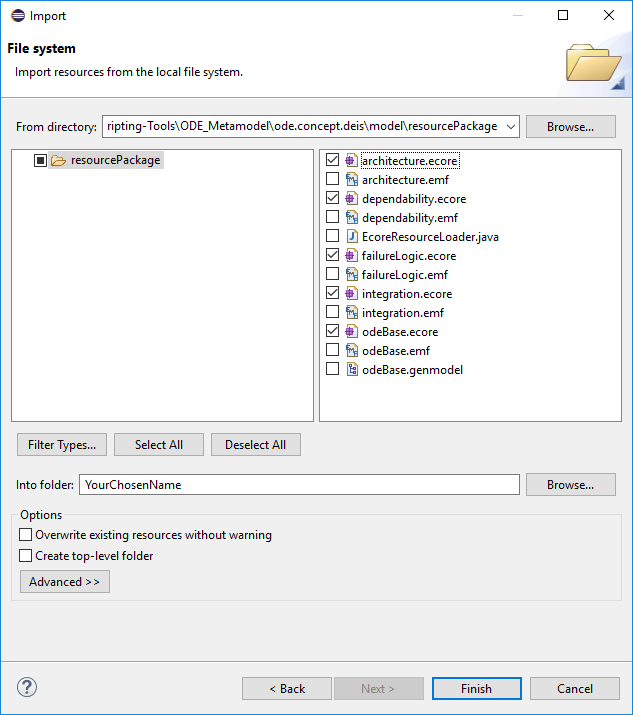 Import
File system
Import resources from the local file system.
From directory: ripting-Tools\ODE_Metamodel\ode.concept.deis\model\resourcePackage Browse...
resourcePackage
architecture.ecore
architecture.emf
dependability.ecore
dependability.emf
EcoreResourceLoader.java
failureLogic.ecore
failureLogic.emf
integration.ecore
integration.emf
odeBase.ecore
odeBase.emf
odeBase.genmodel
Filter Types... Select All Deselect All
Into folder: YourChosenName Browse...
Options
Overwrite existing resources without warning
Create top-level folder
Advanced >>
? < Back Next > Finish Cancel